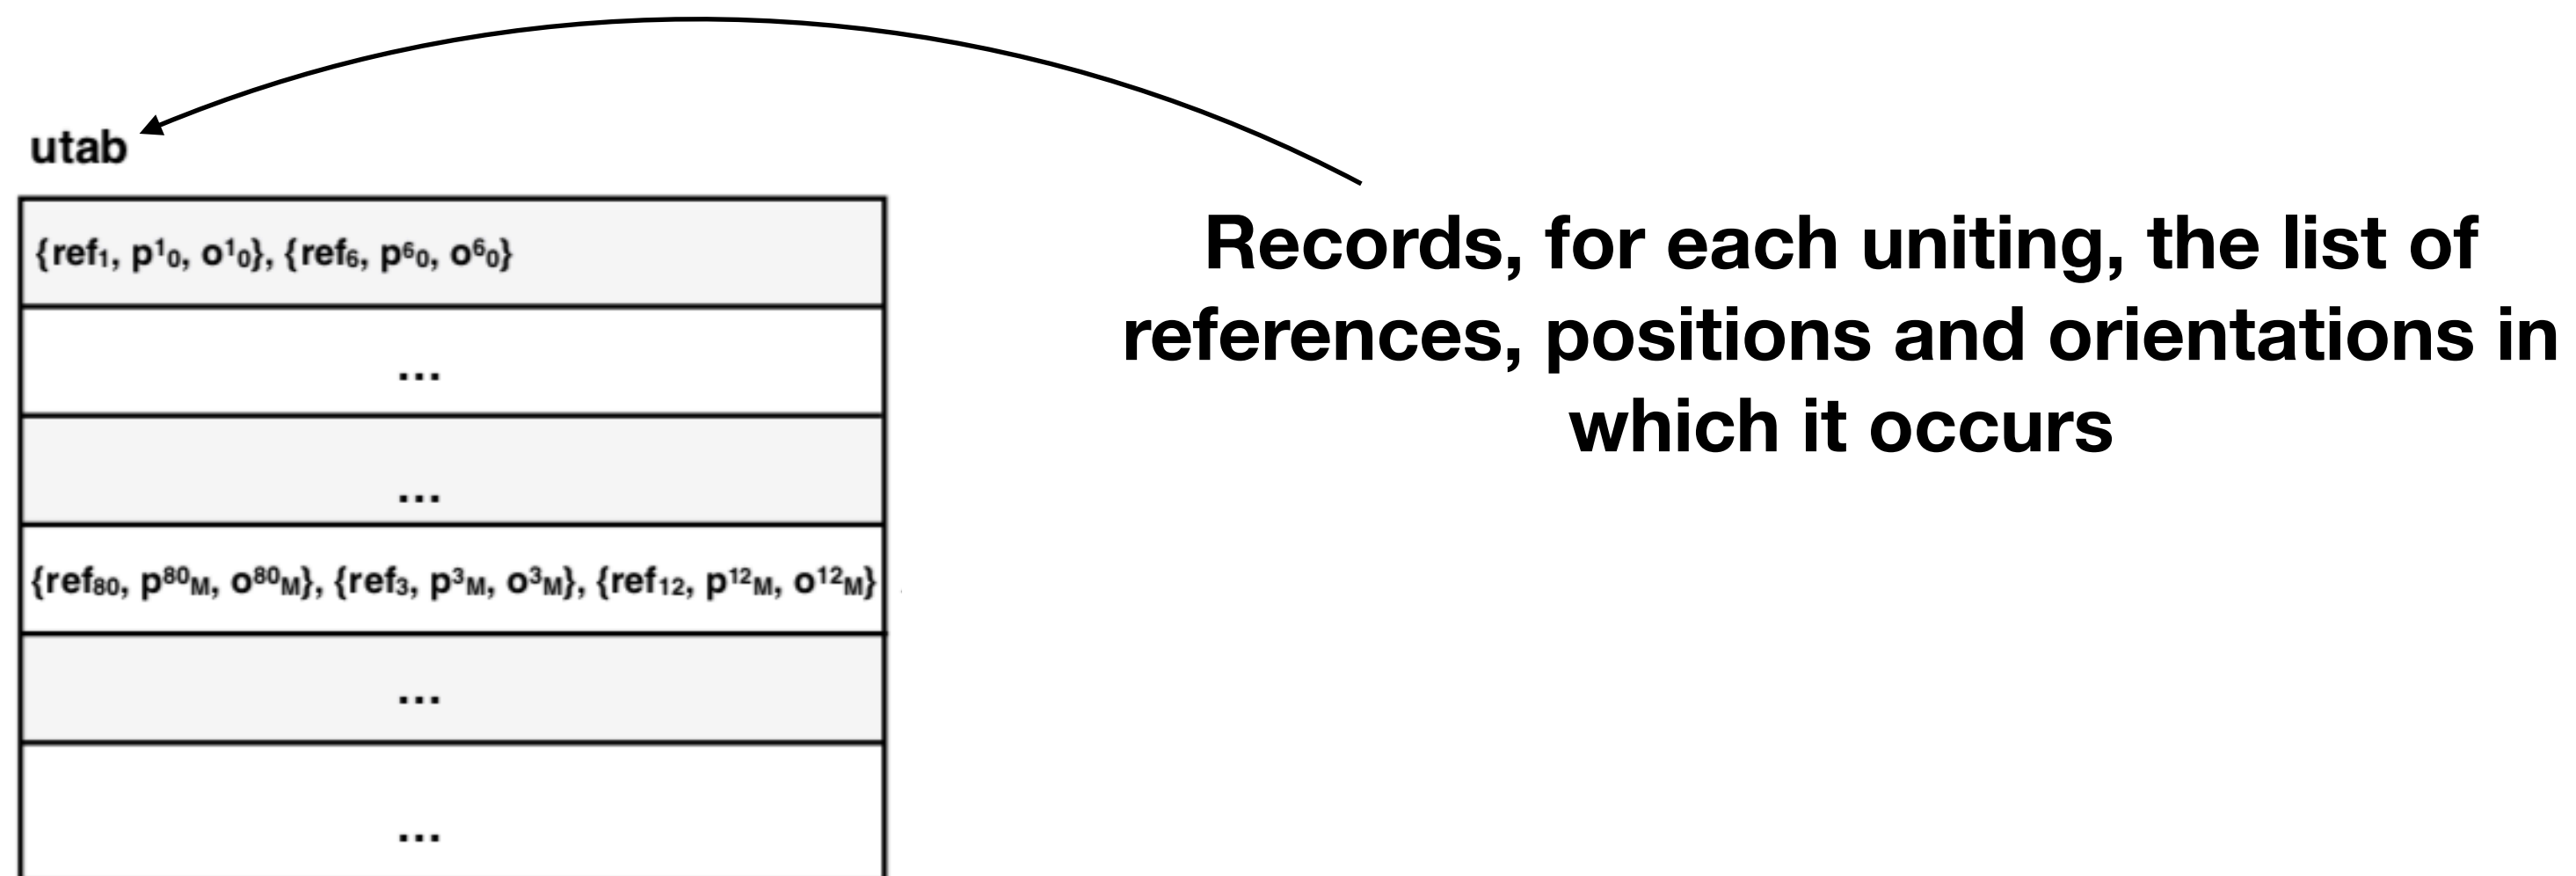 utab
{ref₁, p¹₀, o¹₀}, {ref₆, p⁶₀, o⁶₀}
...
...
{ref₈₀, p⁸⁰M, o⁸⁰M}, {ref₃, p³M, o³M}, {ref₁₂, p¹²M, o¹²M}
...
...
Records, for each uniting, the list of
references, positions and orientations in
which it occurs